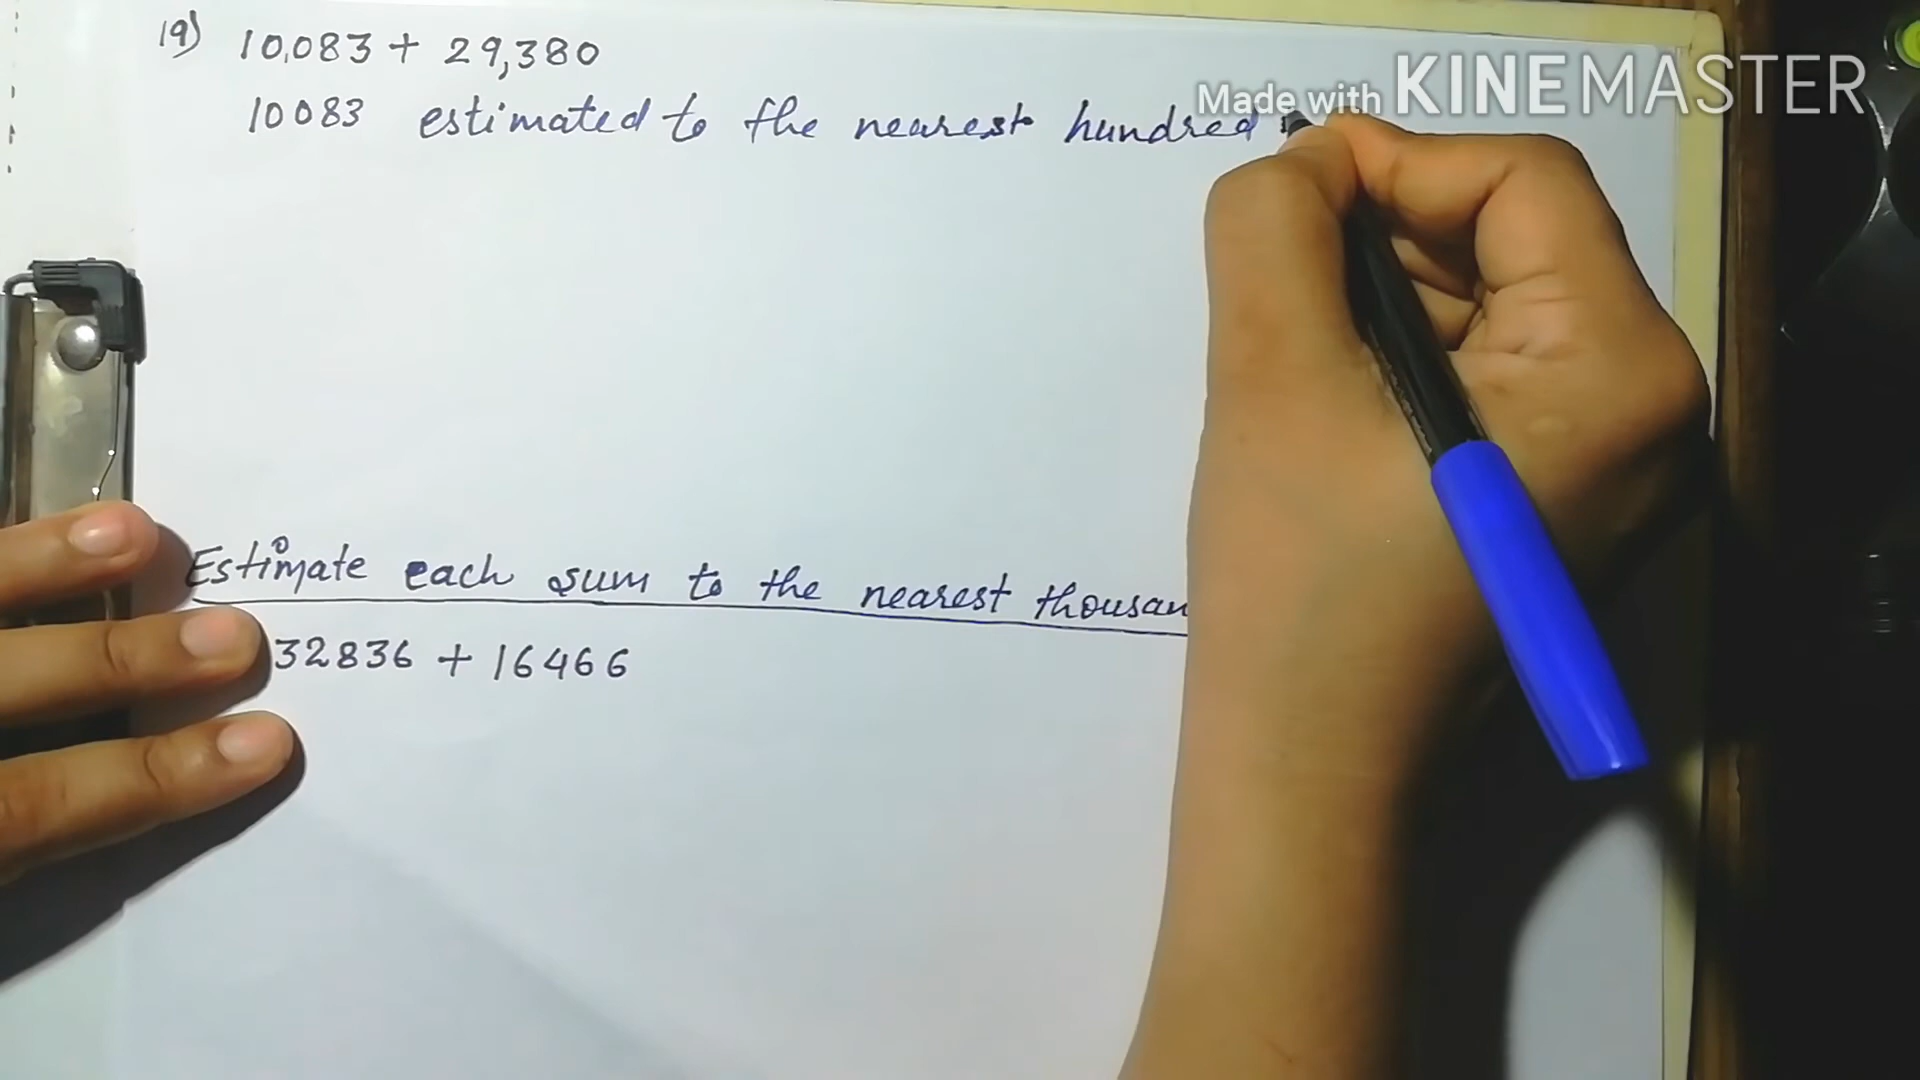 19) 10,083 + 29,380
10083 estimated to the nearest hundred
Made with KINEMASTER
Estimate each sum to the nearest thousan
32836 + 16466